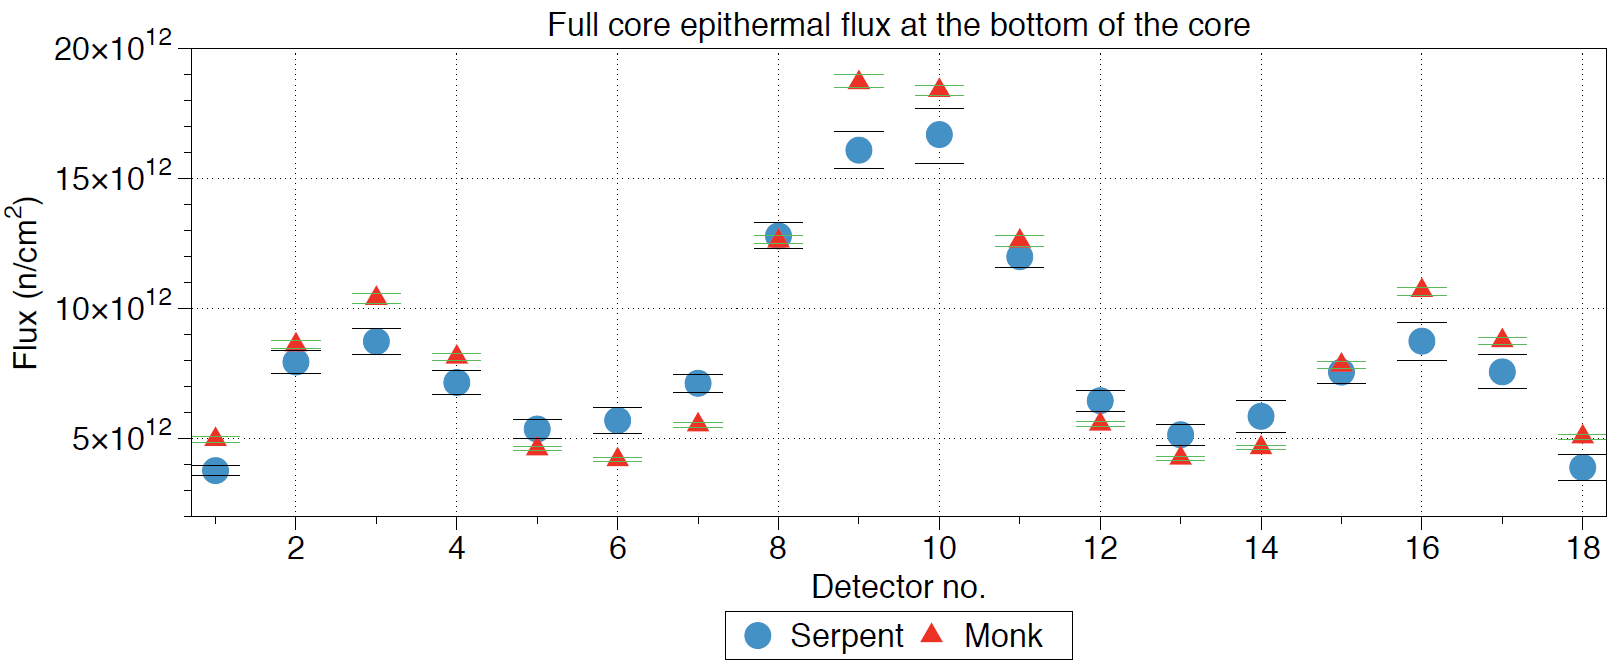 Full core epithermal flux at the bottom of the core
20×10¹²
15×10¹²
10×10¹²
5×10¹²
Flux (n/cm²)
2 4 6 8 10 12 14 16 18
Detector no.
Serpent Monk